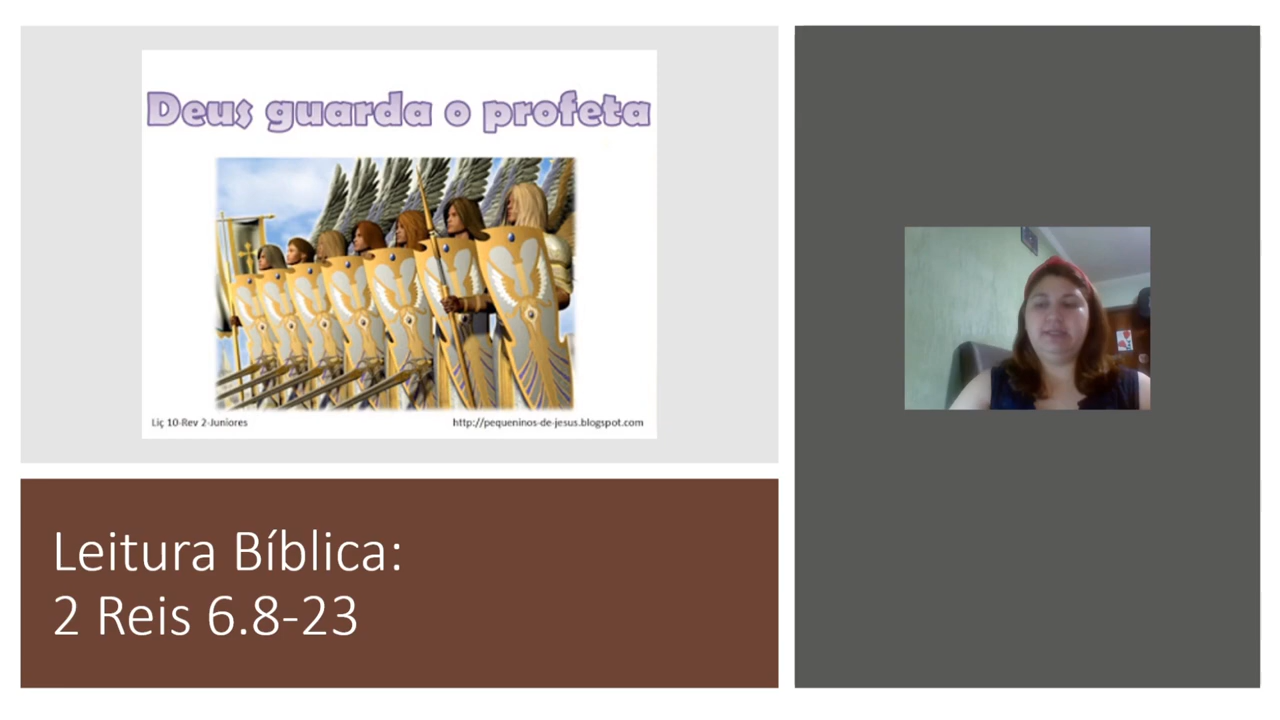 Deus guarda o profeta
Liç 10-Rev 2-Juniores
http://pequeninos-de-jesus.blogspot.com
Leitura Bíblica:
2 Reis 6.8-23